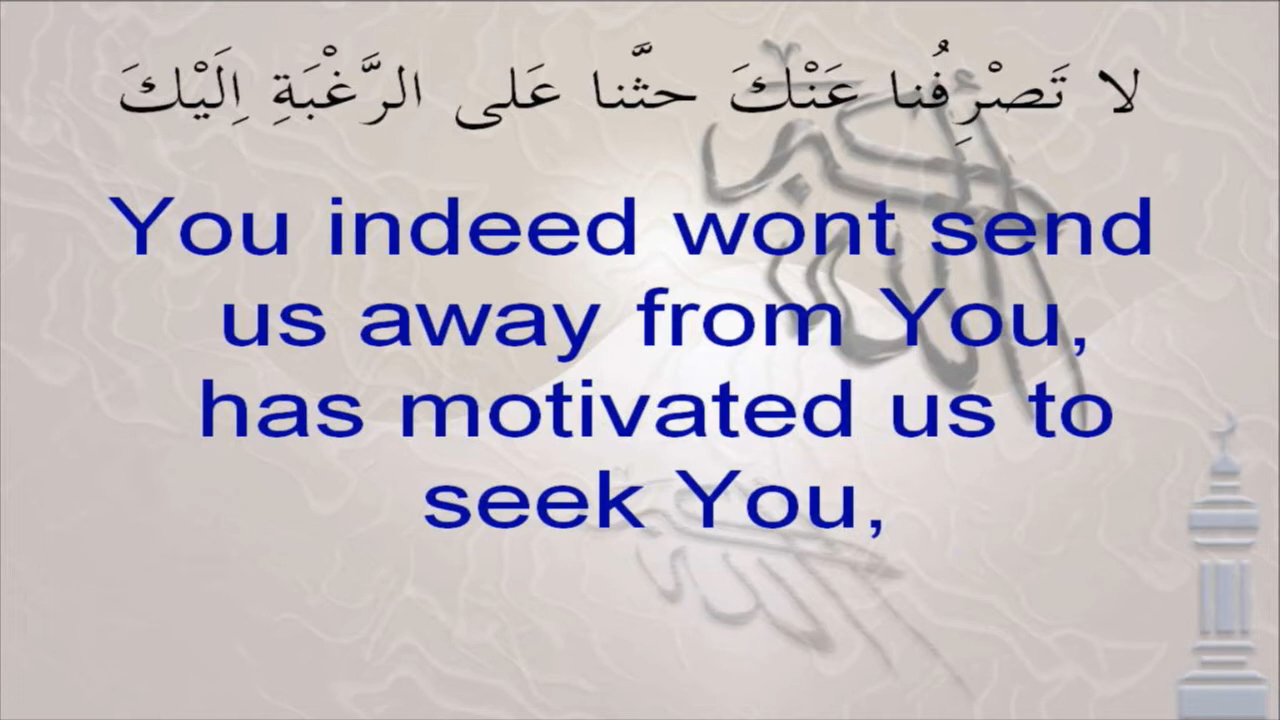 لا تَصْرِفُنا عَنْكَ حثَّنا عَلى الرَّغْبَةِ اِلَيْكَ
You indeed wont send
us away from You,
has motivated us to
seek You,